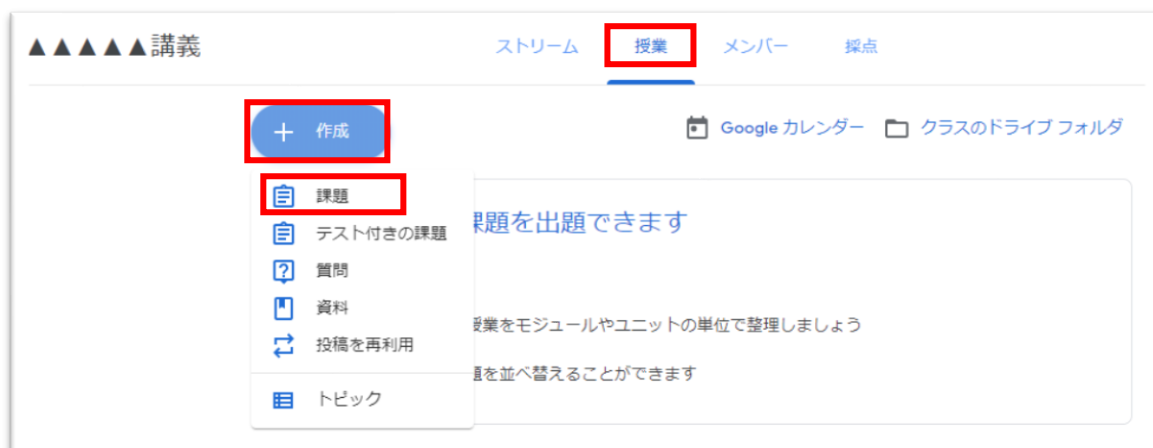 ▲▲▲▲▲講義
ストリーム 授業 メンバー 採点
+ 作成
Google カレンダー クラスのドライブ フォルダ
課題
テスト付きの課題
課題を出題できます
質問
資料
授業をモジュールやユニットの単位で整理しましょう
投稿を再利用
題を並べ替えることができます
トピック